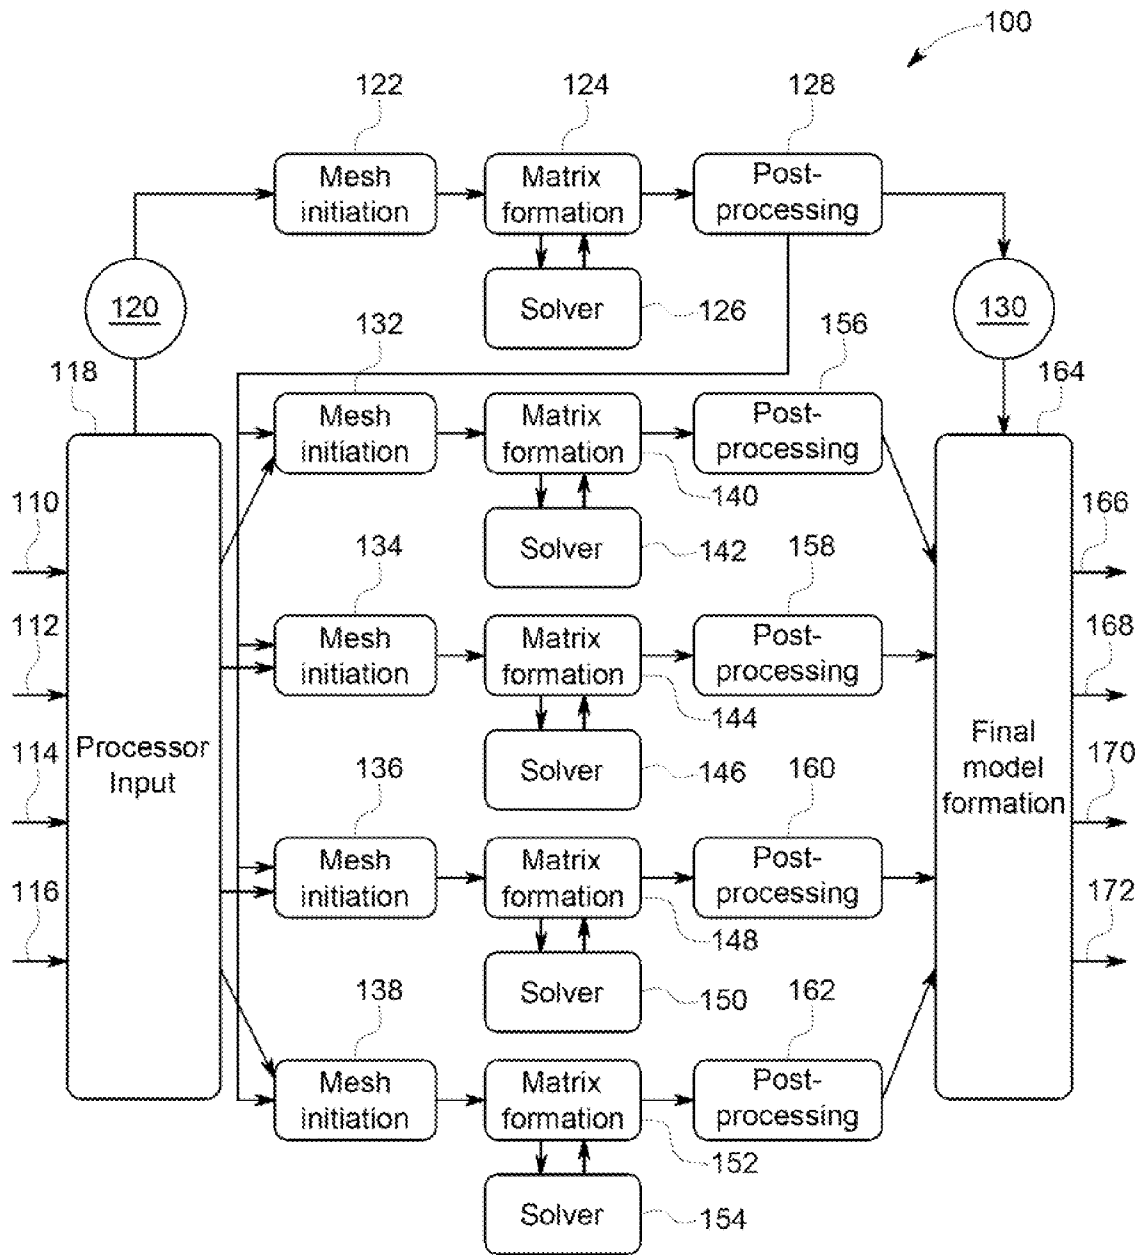 100
122
124
128
Mesh
initiation
Matrix
formation
Post-
processing
120
Solver
126
130
132
156
118
164
Mesh
initiation
Matrix
formation
Post-
processing
140
110
166
Solver
142
134
158
112
168
Mesh
initiation
Matrix
formation
Post-
processing
144
Processor
Input
Final
model
formation
114
170
Solver
146
136
160
Mesh
initiation
Matrix
formation
Post-
processing
148
116
172
Solver
150
138
162
Mesh
initiation
Matrix
formation
Post-
processing
152
Solver
154